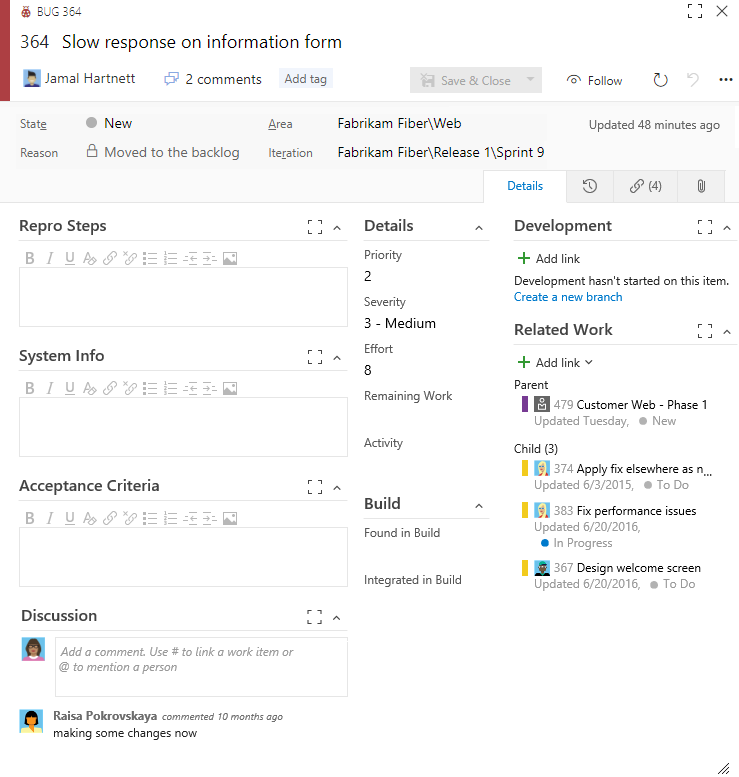 BUG 364
364 Slow response on information form
Jamal Hartnett 2 comments Add tag Save & Close Follow
State New Area Fabrikam Fiber\Web Updated 48 minutes ago
Reason Moved to the backlog Iteration Fabrikam Fiber\Release 1\Sprint 9
Details (4)
Repro Steps
B I U
System Info
B I U
Acceptance Criteria
B I U
Discussion
Add a comment. Use # to link a work item or
@ to mention a person
Raisa Pokrovskaya commented 10 months ago
making some changes now
Details
Priority
2
Severity
3 - Medium
Effort
8
Remaining Work
Activity
Build
Found in Build
Integrated in Build
Development
Add link
Development hasn't started on this item.
Create a new branch
Related Work
Add link
Parent
479 Customer Web - Phase 1
Updated Tuesday, New
Child (3)
374 Apply fix elsewhere as n...
Updated 6/3/2015, To Do
383 Fix performance issues
Updated 6/20/2016,
In Progress
367 Design welcome screen
Updated 6/20/2016, To Do